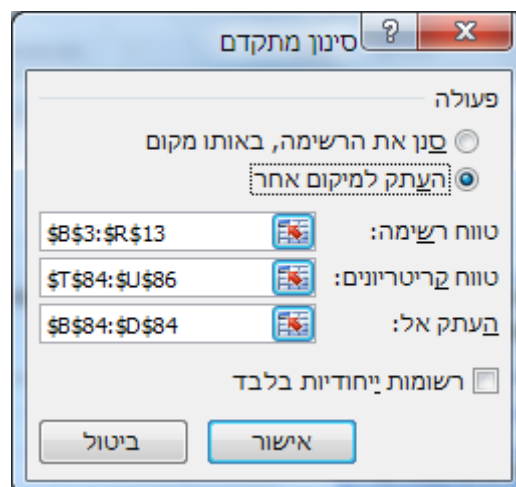 סינון מתקדם
פעולה
סנן את הרשימה, באותו מקום
העתק למיקום אחר
טווח רשימה: $B$3:$R$13
טווח קריטריונים: $T$84:$U$86
העתק אל: $B$84:$D$84
רשומות ייחודיות בלבד
אישור ביטול